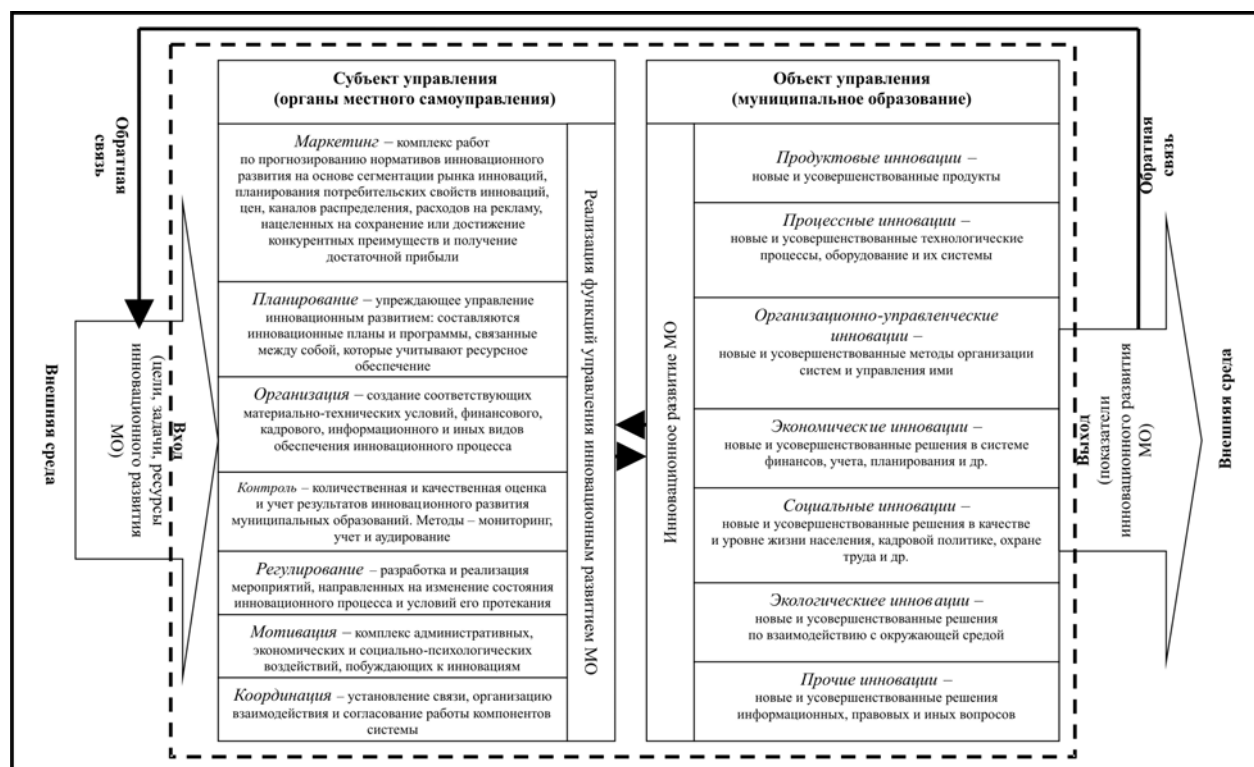 Обратная
связь
Внешняя среда
Вход
(цели, задачи, ресурсы
инновационного развития
МО)
Субъект управления
(органы местного самоуправления)
Маркетинг – комплекс работ
по прогнозированию нормативов инновационного
развития на основе сегментации рынка инноваций,
планирования потребительских свойств инноваций,
цен, каналов распределения, расходов на рекламу,
нацеленных на сохранение или достижение
конкурентных преимуществ и получение
достаточной прибыли
Планирование – упреждающее управление
инновационным развитием: составляются
инновационные планы и программы, связанные
между собой, которые учитывают ресурсное
обеспечение
Организация – создание соответствующих
материально-технических условий, финансового,
кадрового, информационного и иных видов
обеспечения инновационного процесса
Контроль – количественная и качественная оценка
и учет результатов инновационного развития
муниципальных образований. Методы – мониторинг,
учет и аудирование
Регулирование – разработка и реализация
мероприятий, направленных на изменение состояния
инновационного процесса и условий его протекания
Мотивация – комплекс административных,
экономических и социально-психологических
воздействий, побуждающих к инновациям
Координация – установление связи, организацию
взаимодействия и согласование работы компонентов
системы
Реализация функций управления инновационным развитием МО
Объект управления
(муниципальное образование)
Инновационное развитие МО
Продуктовые инновации –
новые и усовершенствованные продукты
Процессные инновации –
новые и усовершенствованные технологические
процессы, оборудование и их системы
Организационно-управленческие
инновации –
новые и усовершенствованные методы организации
систем и управления ими
Экономические инновации –
новые и усовершенствованные решения в системе
финансов, учета, планирования и др.
Социальные инновации –
новые и усовершенствованные решения в качестве
и уровне жизни населения, кадровой политике, охране
труда и др.
Экологическиее инновации –
новые и усовершенствованные решения
по взаимодействию с окружающей средой
Прочие инновации –
новые и усовершенствованные решения
информационных, правовых и иных вопросов
Обратная
связь
Выход
(показатели
инновационного развития
МО)
Внешняя среда